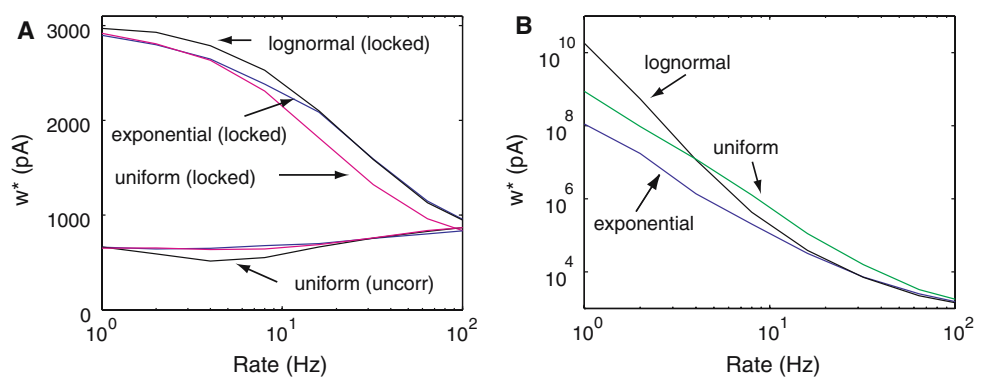 A
w* (pA)
3000
2000
1000
0
lognormal (locked)
exponential (locked)
uniform (locked)
uniform (uncorr)
10^0
10^1
10^2
Rate (Hz)
B
w* (pA)
10^10
10^8
10^6
10^4
lognormal
uniform
exponential
10^0
10^1
10^2
Rate (Hz)